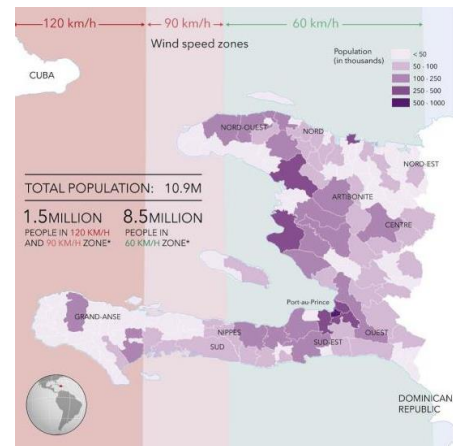 120 km/h
90 km/h
60 km/h
Wind speed zones
Population
(in thousands)
< 50
50 - 100
100 - 250
250 - 500
500 - 1000
CUBA
NORD-OUEST
NORD
NORD-EST
TOTAL POPULATION: 10.9M
1.5MILLION
PEOPLE IN 120 KM/H
AND 90 KM/H ZONE*
8.5MILLION
PEOPLE IN
60 KM/H ZONE*
ARTIBONITE
CENTRE
Port-au-Prince
GRAND-ANSE
NIPPES
OUEST
SUD
SUD-EST
DOMINICAN
REPUBLIC